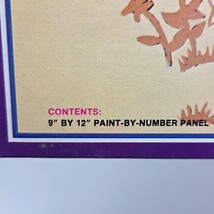 CONTENTS:
9" BY 12" PAINT-BY-NUMBER PANEL